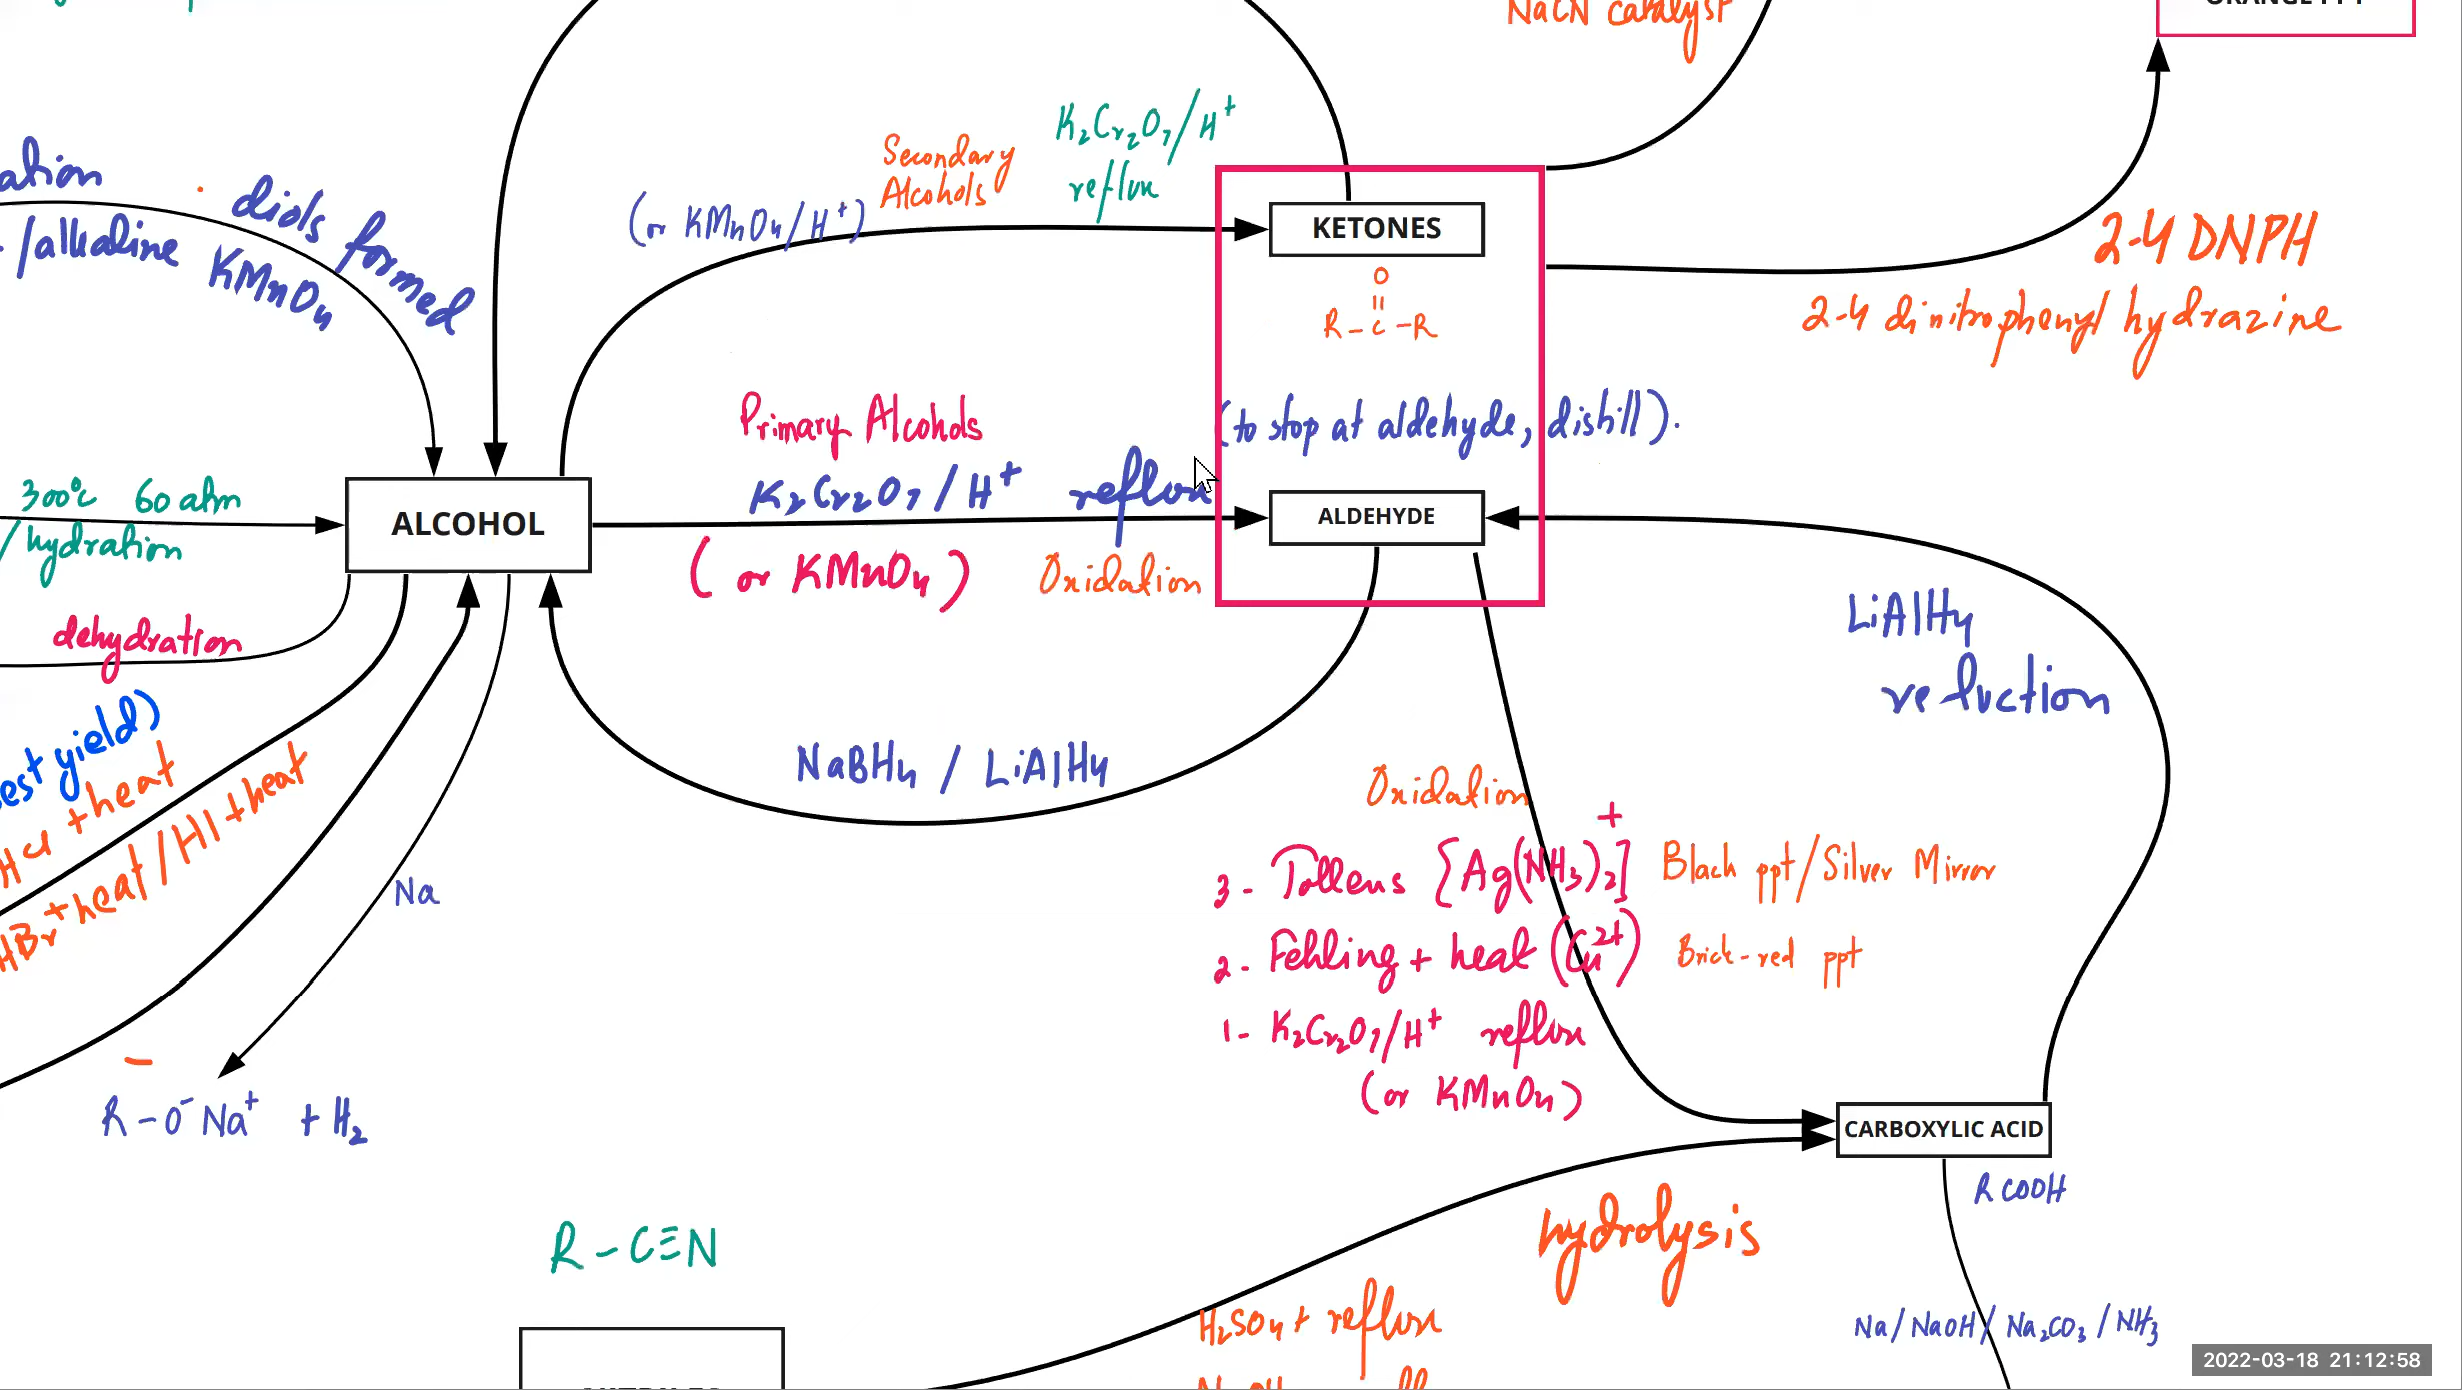 NaCN catalyst
K₂Cr₂O₇/H⁺
reflux
Secondary
Alcohols
(or KMnO₄/H⁺)
KETONES
O
=
R-C-R
diols formed
/alkaline KMnO₄
2-4 DNPH
2-4 dinitrophenyl hydrazine
Primary Alcohols
(to stop at aldehyde, distill).
K₂Cr₂O₇/H⁺ reflux
300°C 60 atm
/hydration
ALCOHOL
ALDEHYDE
(or KMnO₄) Oxidation
dehydration
LiAlH₄
reduction
est yield)
HCl + heat
HBr + heat/HI + heat
NaBH₄ / LiAlH₄
Na
Oxidation
3- Tollens [Ag(NH₃)₂]⁺ Black ppt/Silver Mirror
2- Fehling + heat (Cu²⁺) Brick-red ppt
1- K₂Cr₂O₇/H⁺ reflux
(or KMnO₄)
R-O⁻Na⁺ + H₂
CARBOXYLIC ACID
RCOOH
R-C≡N
hydrolysis
H₂SO₄ + reflux
Na/NaOH/Na₂CO₃/NH₃
2022-03-18 21:12:58